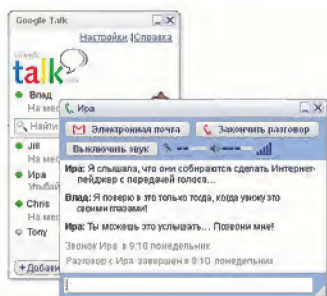 Google Talk
Настройки |Справка
Google
talk
Влад
На мес
Найти
Jill
На мес
Ира
Улыбай
Chris
На мес
Tony
+Добави
Ира
Электронная почта
Закончить разговор
Выключить звук
Ира: Я слышала, что они собираются сделать Интернет-
пейджер с передачей голоса...
Влад: Я поверю в это только тогда, когда увижу это
своими глазами!
Ира: Ты можешь это услышать... Позвони мне!
Звонок Ира в 9:10 понедельник
Разговор с Ира завершен в 9:10 понедельник